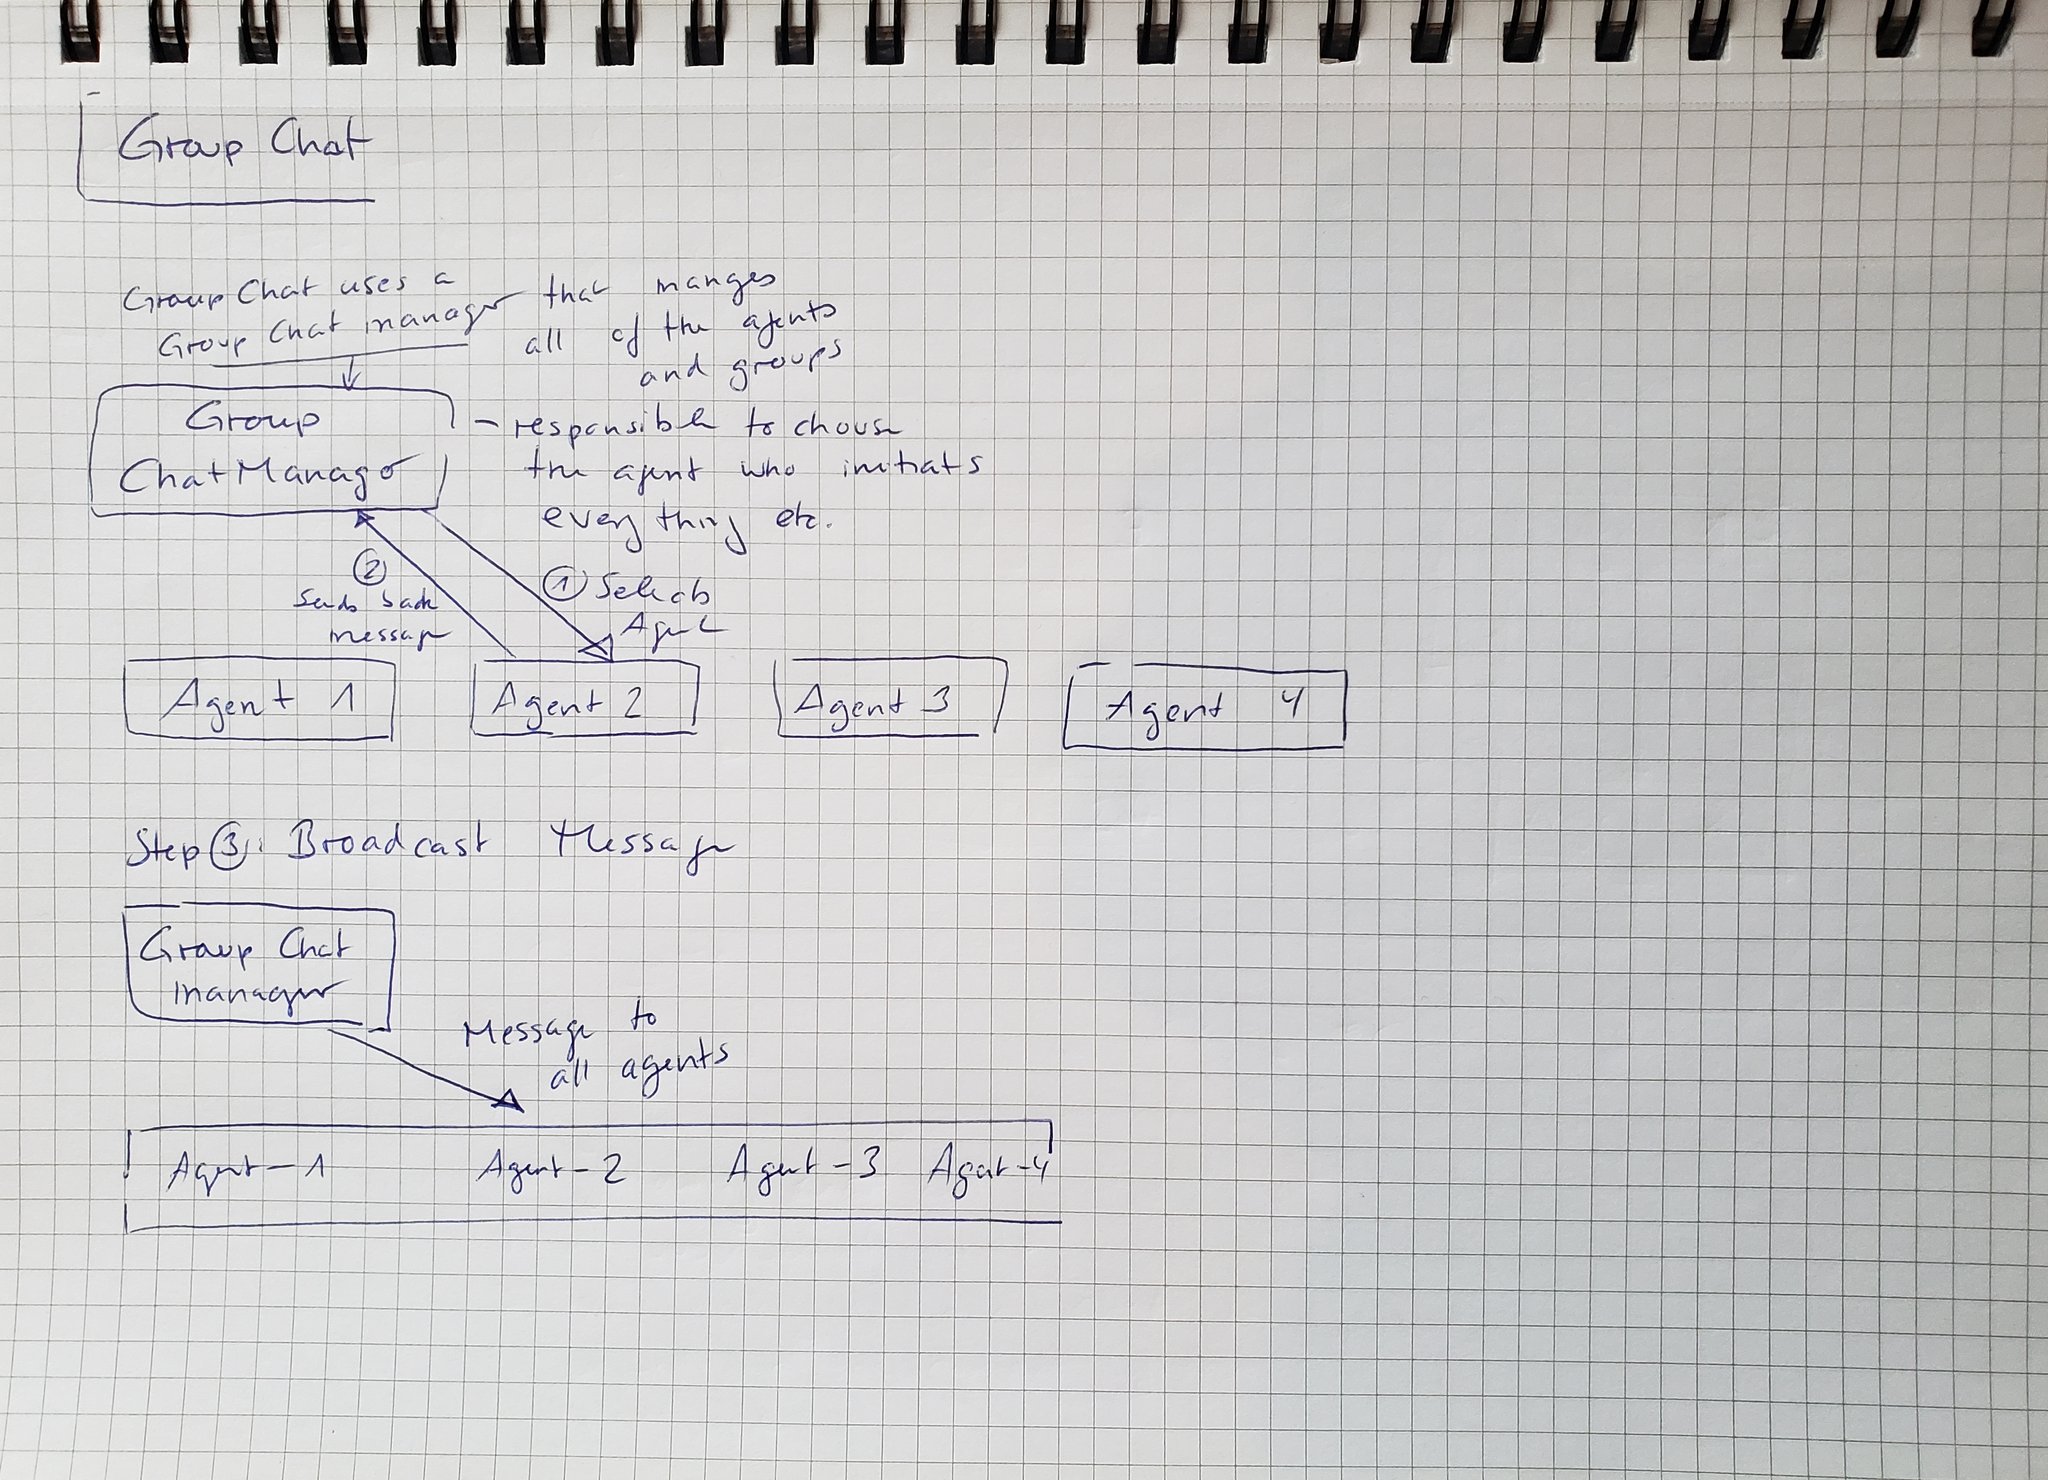 Group Chat
Group Chat uses a
Group Chat manager that manges
all of the agents
and groups
Group
ChatManager
- responsible to choose
the agent who initiats
everything etc.
② Sends back
message
① Selects
Agent
Agent 1 Agent 2 Agent 3 Agent 4
Step ③: Broadcast Message
Group Chat
manager
Message to
all agents
Agent-1 Agent-2 Agent-3 Agent-4